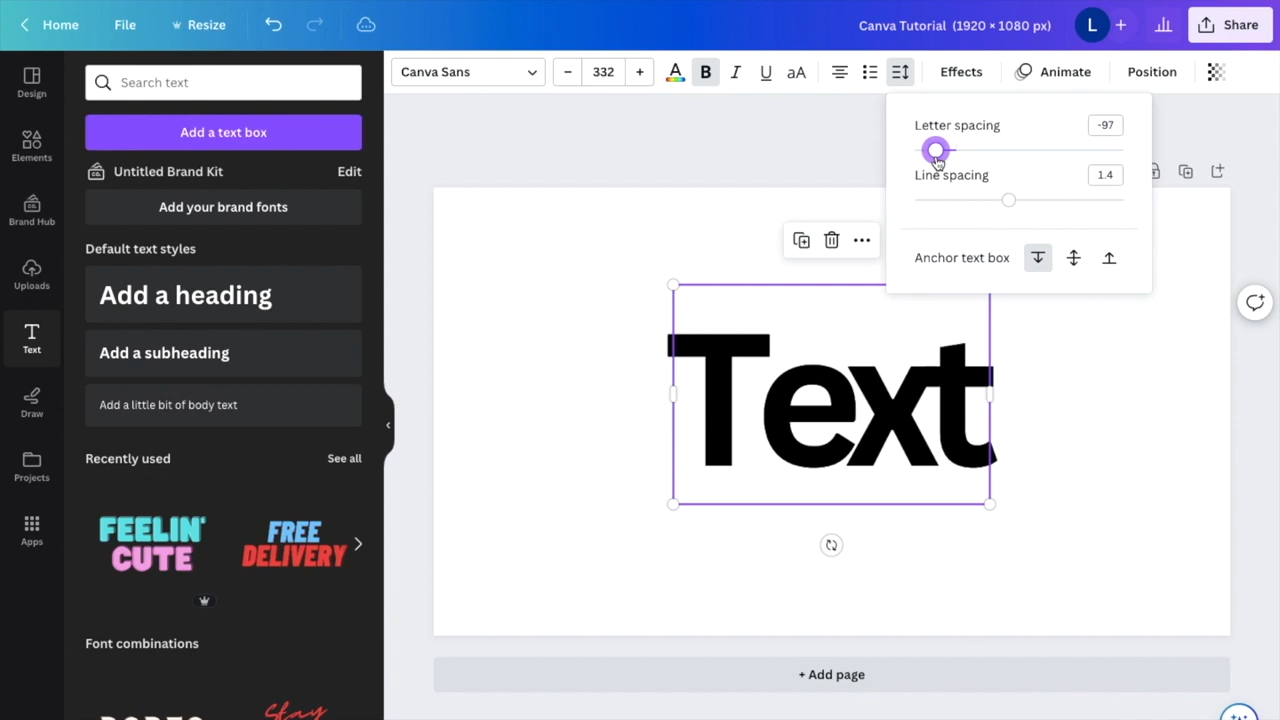 Home File Resize Canva Tutorial (1920 × 1080 px) L + Share
Canva Sans – 332 + A B I U aA Effects Animate Position
Search text
Add a text box
Untitled Brand Kit Edit
Add your brand fonts
Default text styles
Add a heading
Add a subheading
Add a little bit of body text
Recently used See all
FEELIN'
CUTE
FREE
DELIVERY
Font combinations
Stay
Design
Elements
Brand Hub
Uploads
T
Text
Draw
Projects
Apps
Letter spacing -97
Line spacing 1.4
Anchor text box
Text
+ Add page